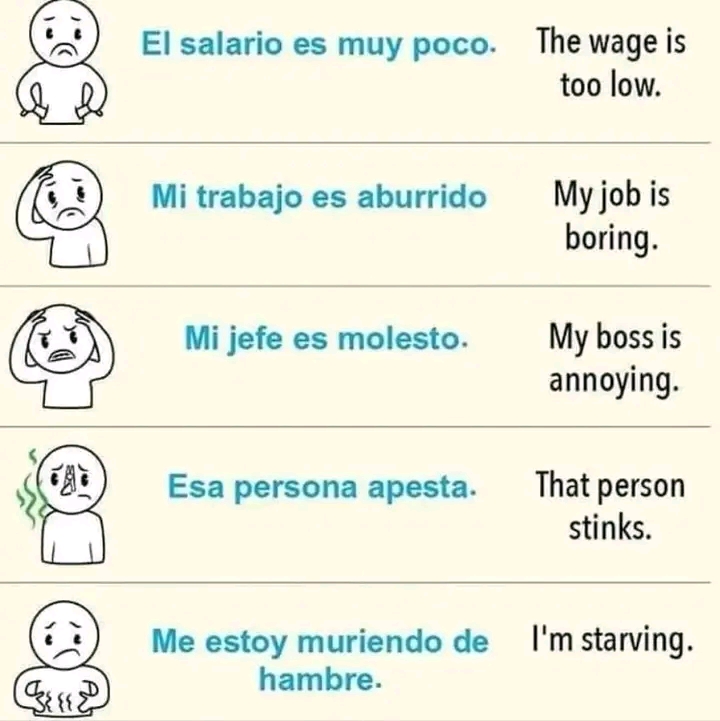 El salario es muy poco.
The wage is
too low.
Mi trabajo es aburrido
My job is
boring.
Mi jefe es molesto.
My boss is
annoying.
Esa persona apesta.
That person
stinks.
Me estoy muriendo de
hambre.
I'm starving.